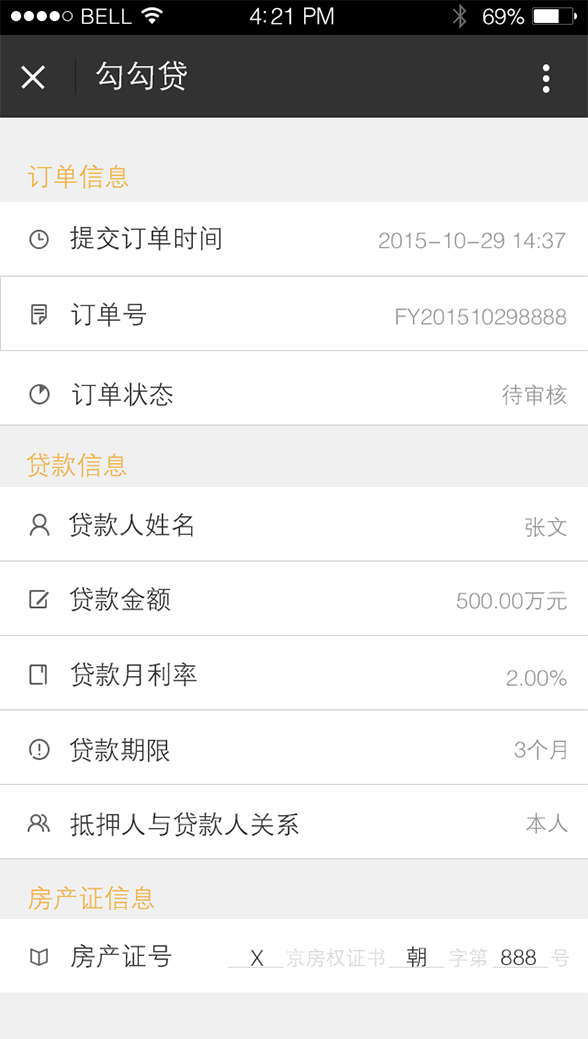 BELL 4:21 PM 69%
勾勾贷
订单信息
提交订单时间 2015-10-29 14:37
订单号 FY201510298888
订单状态 待审核
贷款信息
贷款人姓名 张文
贷款金额 500.00万元
贷款月利率 2.00%
贷款期限 3个月
抵押人与贷款人关系 本人
房产证信息
房产证号 X 京房权证书 朝 字第 888 号